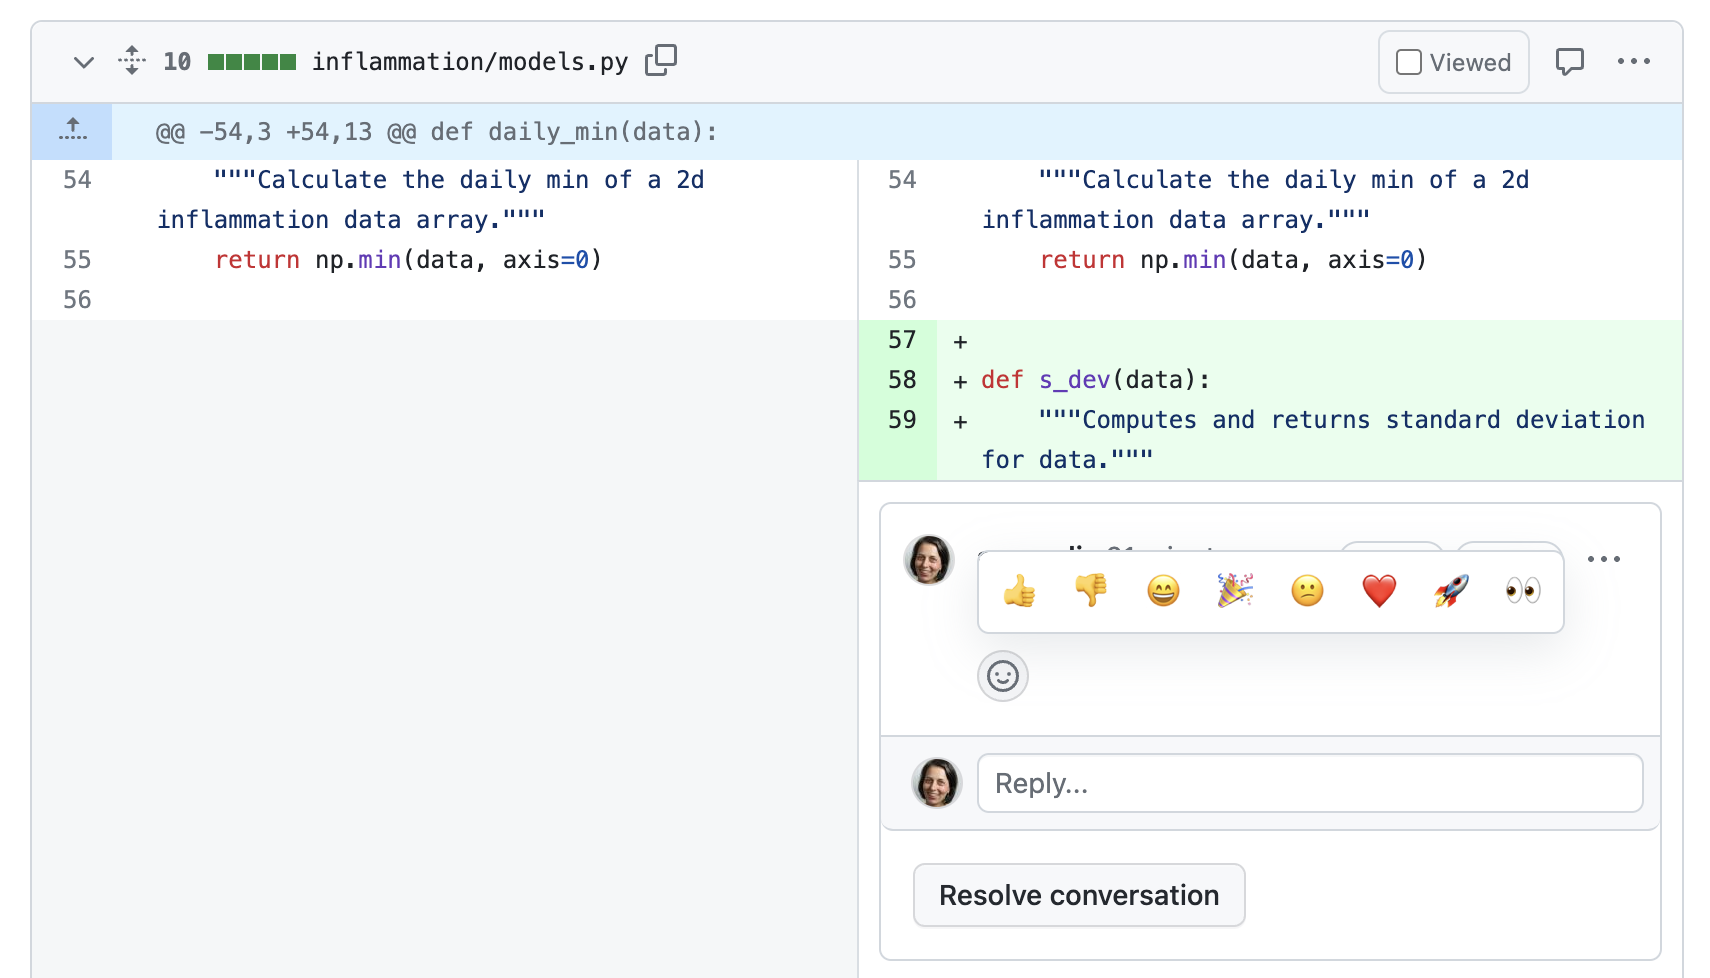 10 inflammation/models.py Viewed
@@ -54,3 +54,13 @@ def daily_min(data):
54 """Calculate the daily min of a 2d
inflammation data array."""
55 return np.min(data, axis=0)
56
54 """Calculate the daily min of a 2d
inflammation data array."""
55 return np.min(data, axis=0)
56
57 +
58 + def s_dev(data):
59 + """Computes and returns standard deviation
for data."""
Reply...
Resolve conversation